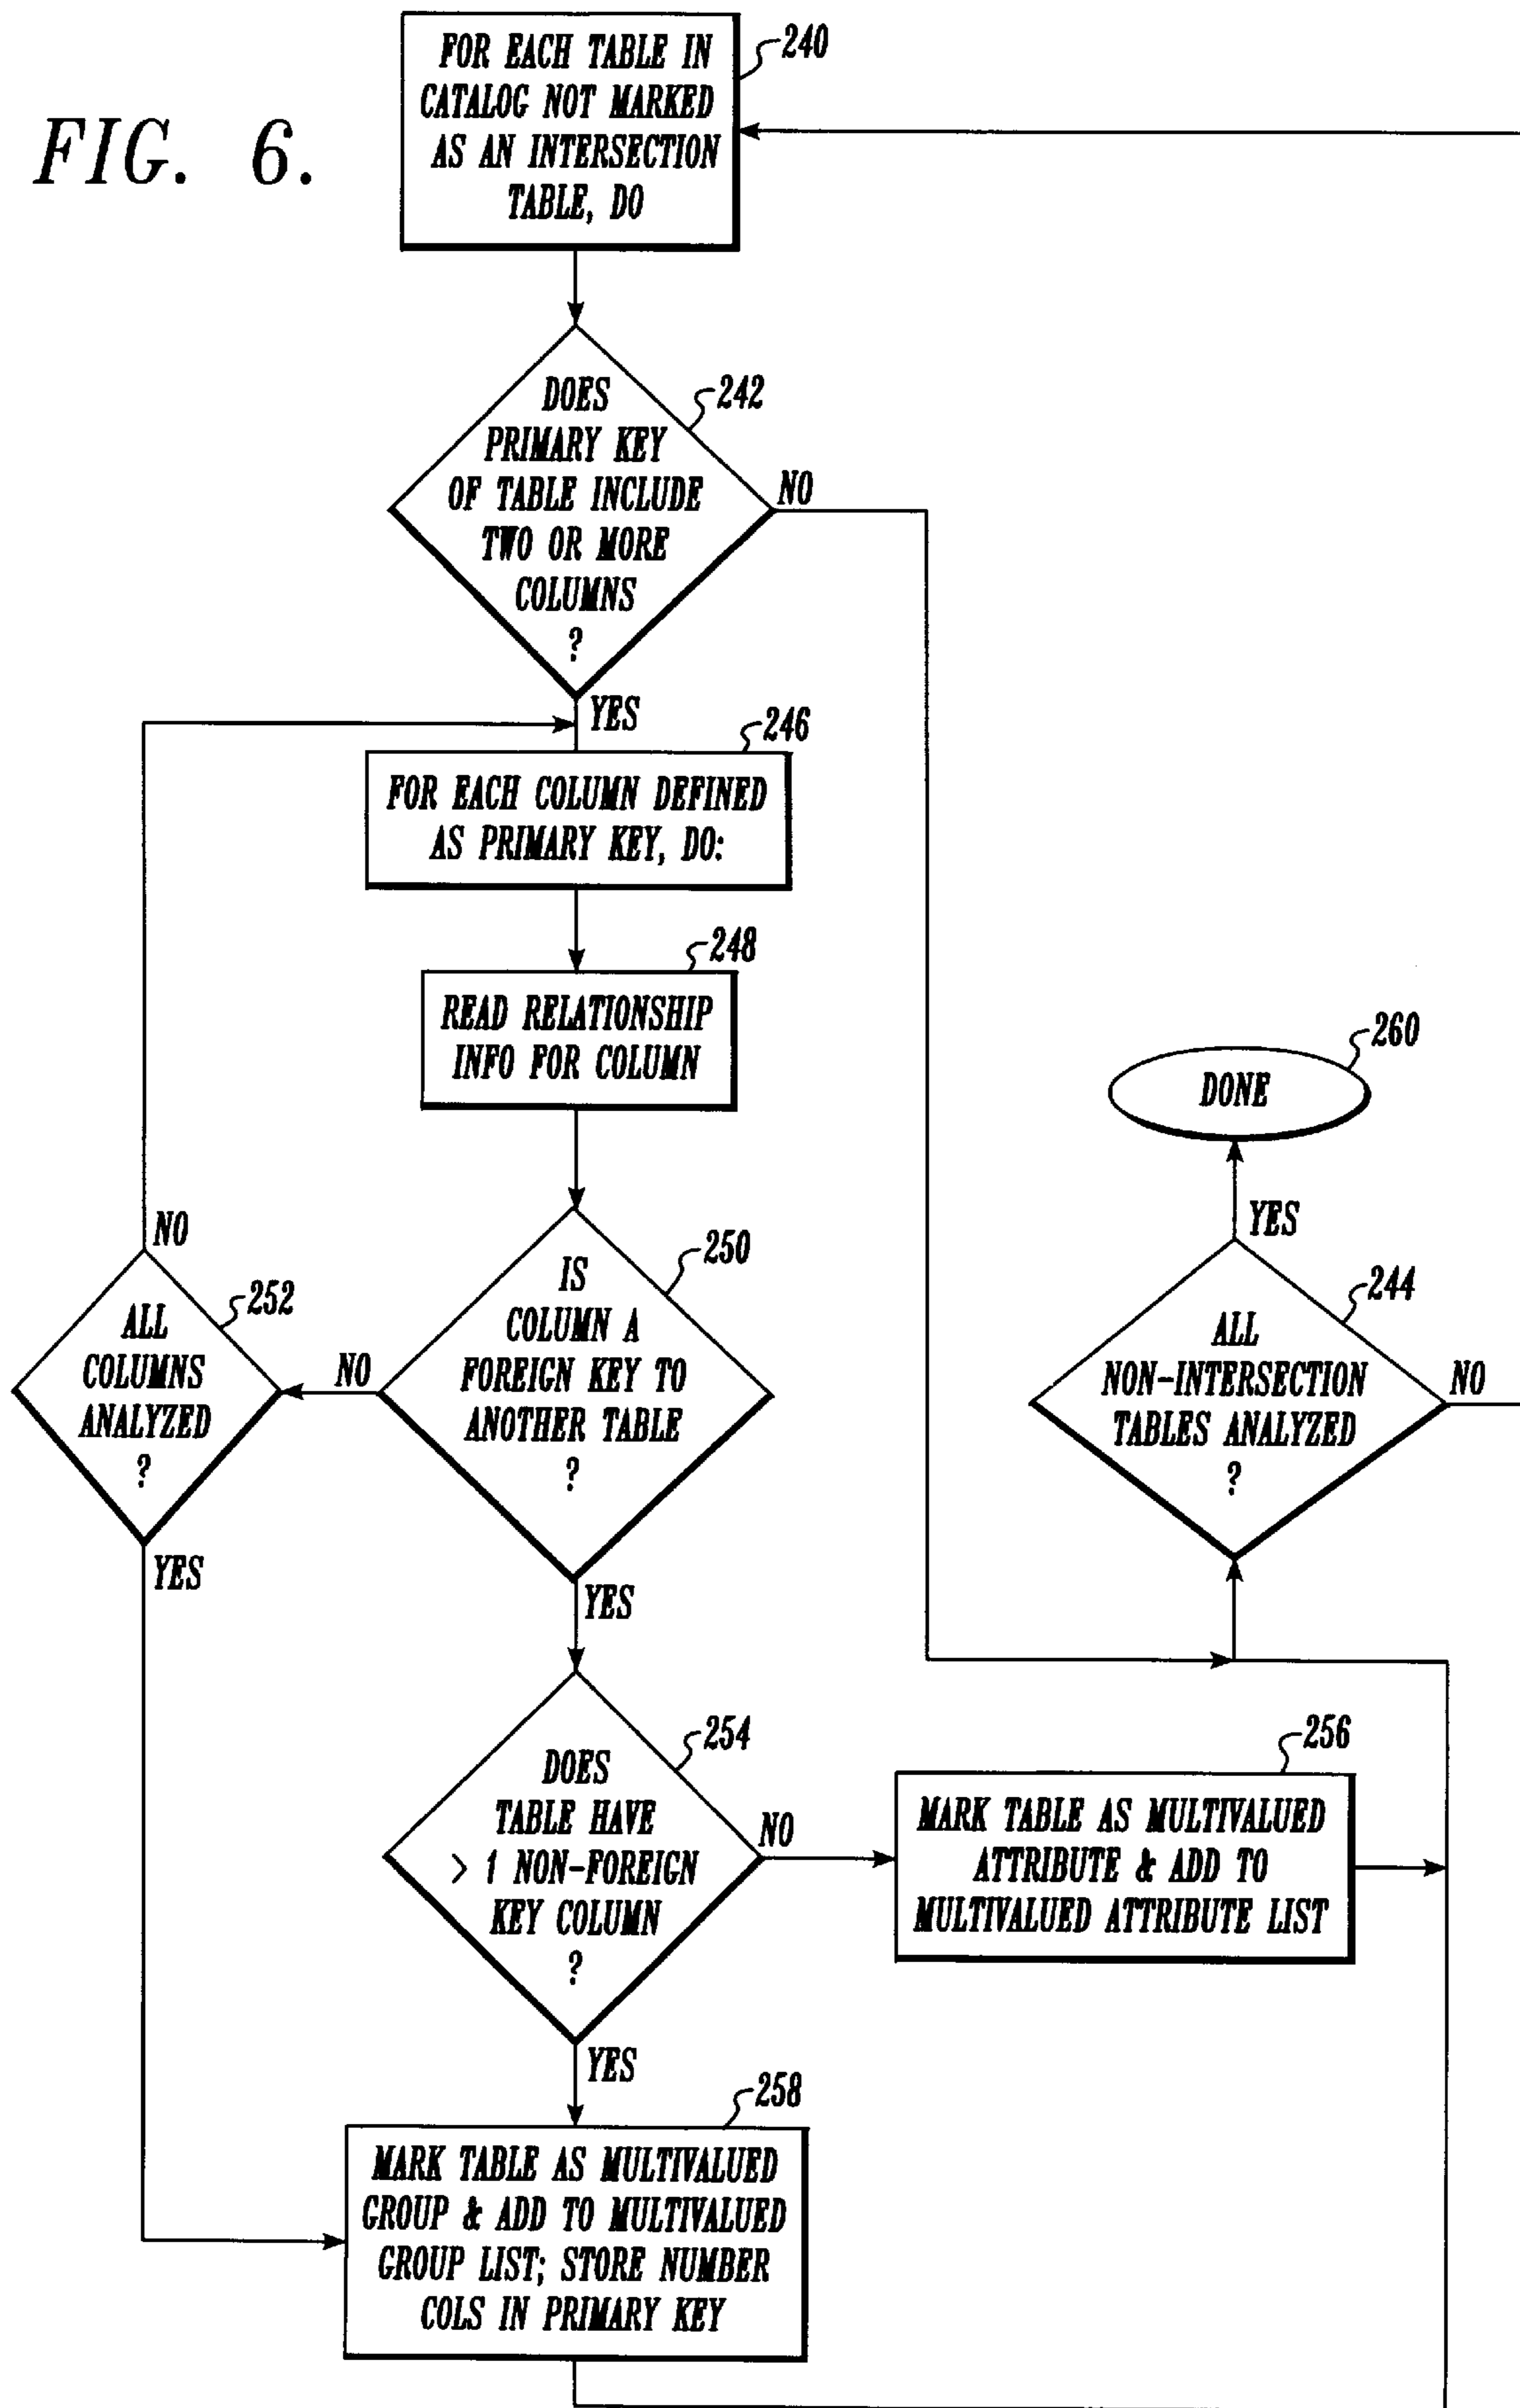 FIG. 6.
FOR EACH TABLE IN
CATALOG NOT MARKED
AS AN INTERSECTION
TABLE, DO
240
DOES
PRIMARY KEY
OF TABLE INCLUDE
TWO OR MORE
COLUMNS
?
242
NO
YES
246
FOR EACH COLUMN DEFINED
AS PRIMARY KEY, DO:
248
READ RELATIONSHIP
INFO FOR COLUMN
260
DONE
YES
NO
252
ALL
COLUMNS
ANALYZED
?
YES
NO
250
IS
COLUMN A
FOREIGN KEY TO
ANOTHER TABLE
?
YES
244
ALL
NON-INTERSECTION
TABLES ANALYZED
?
NO
254
DOES
TABLE HAVE
> 1 NON-FOREIGN
KEY COLUMN
?
NO
YES
256
MARK TABLE AS MULTIVALUED
ATTRIBUTE & ADD TO
MULTIVALUED ATTRIBUTE LIST
258
MARK TABLE AS MULTIVALUED
GROUP & ADD TO MULTIVALUED
GROUP LIST; STORE NUMBER
COLS IN PRIMARY KEY